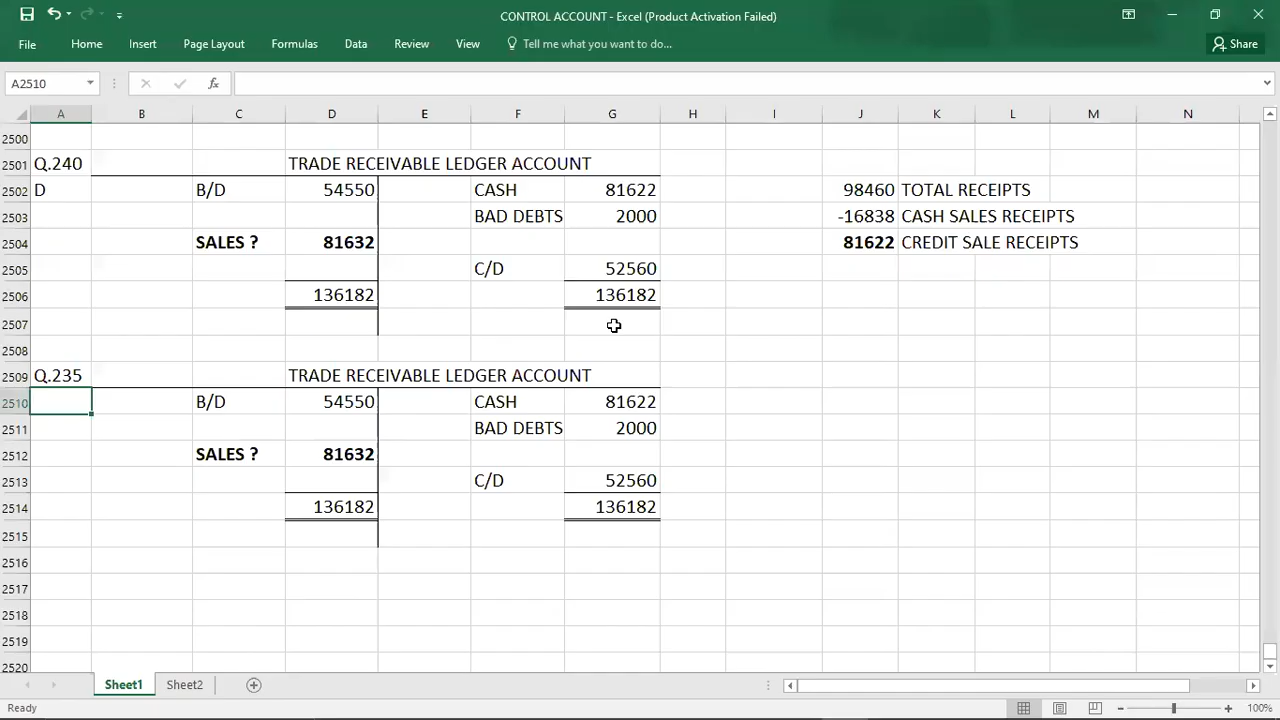 CONTROL ACCOUNT - Excel (Product Activation Failed)
File Home Insert Page Layout Formulas Data Review View Tell me what you want to do... Share
A2510 fx
A B C D E F G H I J K L M N
2500
2501 Q.240 TRADE RECEIVABLE LEDGER ACCOUNT
2502 D B/D 54550 CASH 81622 98460 TOTAL RECEIPTS
2503 BAD DEBTS 2000 -16838 CASH SALES RECEIPTS
2504 SALES ? 81632 81622 CREDIT SALE RECEIPTS
2505 C/D 52560
2506 136182 136182
2507
2508
2509 Q.235 TRADE RECEIVABLE LEDGER ACCOUNT
2510 B/D 54550 CASH 81622
2511 BAD DEBTS 2000
2512 SALES ? 81632
2513 C/D 52560
2514 136182 136182
2515
2516
2517
2518
2519
2520
Sheet1 Sheet2
Ready 100%